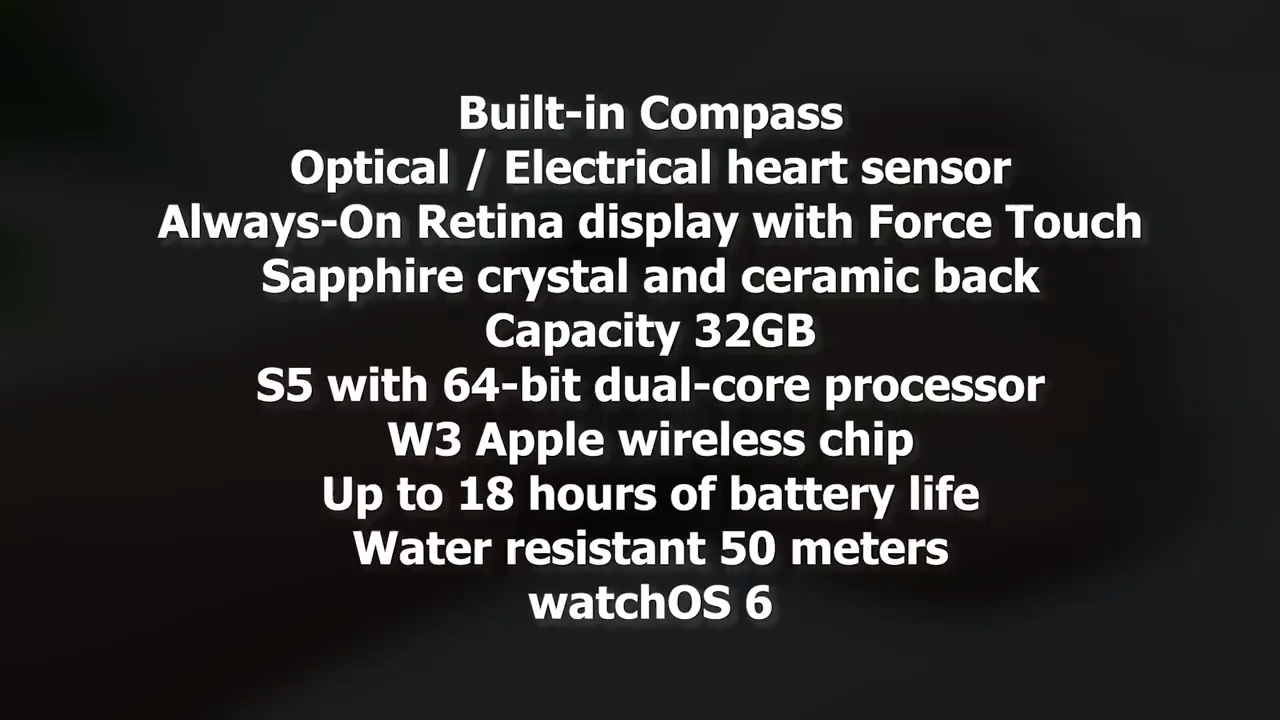 Built-in Compass
Optical / Electrical heart sensor
Always-On Retina display with Force Touch
Sapphire crystal and ceramic back
Capacity 32GB
S5 with 64-bit dual-core processor
W3 Apple wireless chip
Up to 18 hours of battery life
Water resistant 50 meters
watchOS 6